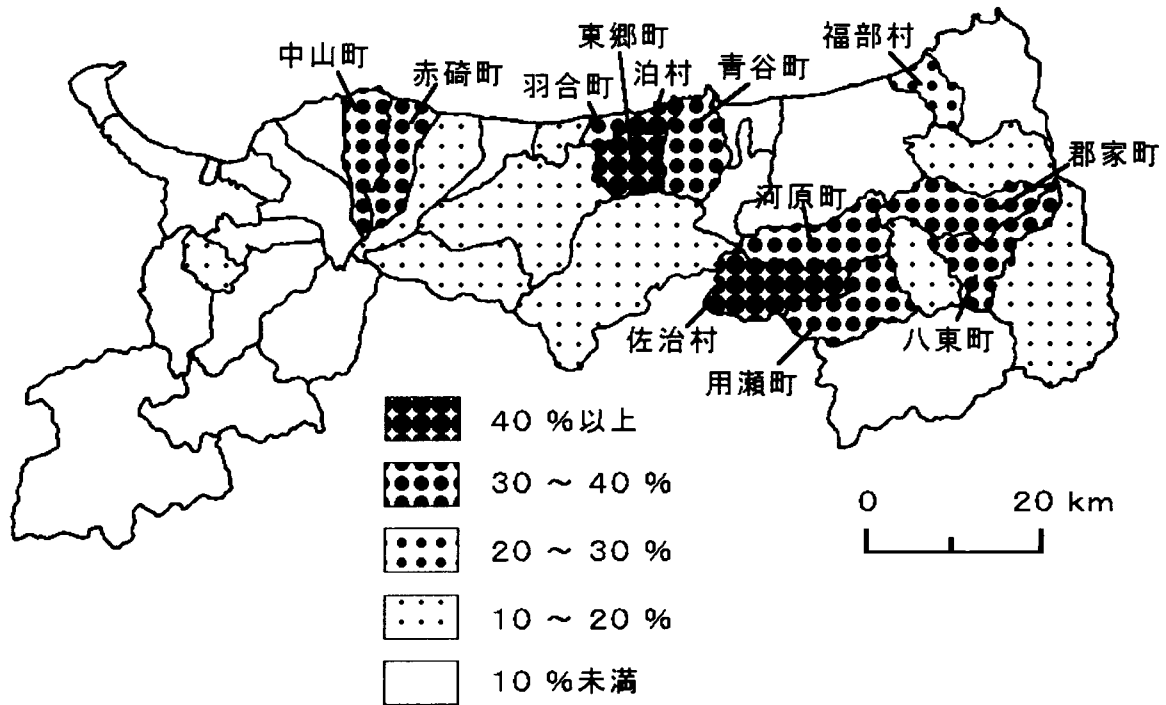 東郷町
福部村
中山町
赤碕町
羽合町
泊村
青谷町
郡家町
河原町
佐治村
八東町
用瀬町
40 %以上
30 ~ 40 %
20 ~ 30 %
10 ~ 20 %
10 %未満
0 20 km